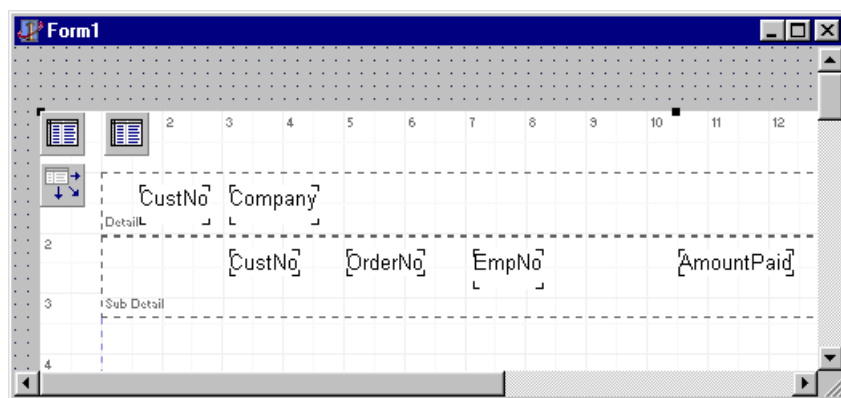 Form1
2 3 4 5 6 7 8 9 10 11 12
CustNo Company
Detail
2
CustNo OrderNo EmpNo AmountPaid
3 Sub Detail
4